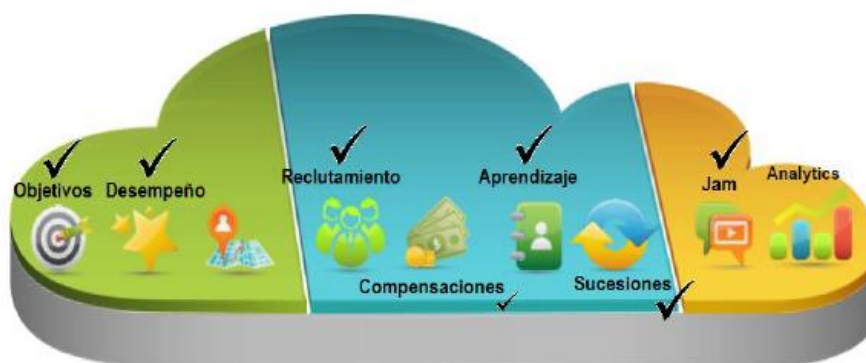 Objetivos
Desempeño
Reclutamiento
Compensaciones
Aprendizaje
Sucesiones
Jam
Analytics